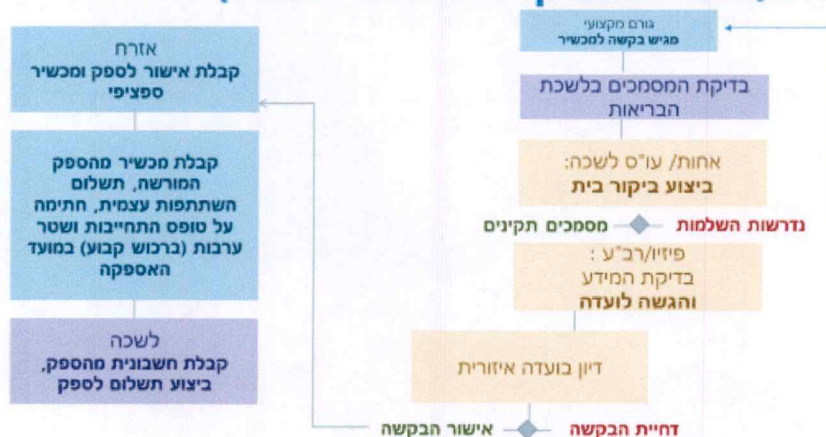 גורם מקצועי
מגיש בקשה למכשיר
בדיקת המסמכים בלשכת
הבריאות
אחות/ עו"ס לשכה:
ביצוע ביקור בית
נדרשות השלמות
מסמכים תקינים
פיזיו/רב"ע :
בדיקת המידע
והגשה לועדה
דיון בועדה איזורית
דחיית הבקשה
אישור הבקשה
אזרח
קבלת אישור לספק ומכשיר
ספציפי
קבלת מכשיר מהספק
המורשה, תשלום
השתתפות עצמית, חתימה
על טופס התחייבות ושטר
ערבות (ברכוש קבוע) במועד
האספקה
לשכה
קבלת חשבונית מהספק,
ביצוע תשלום לספק